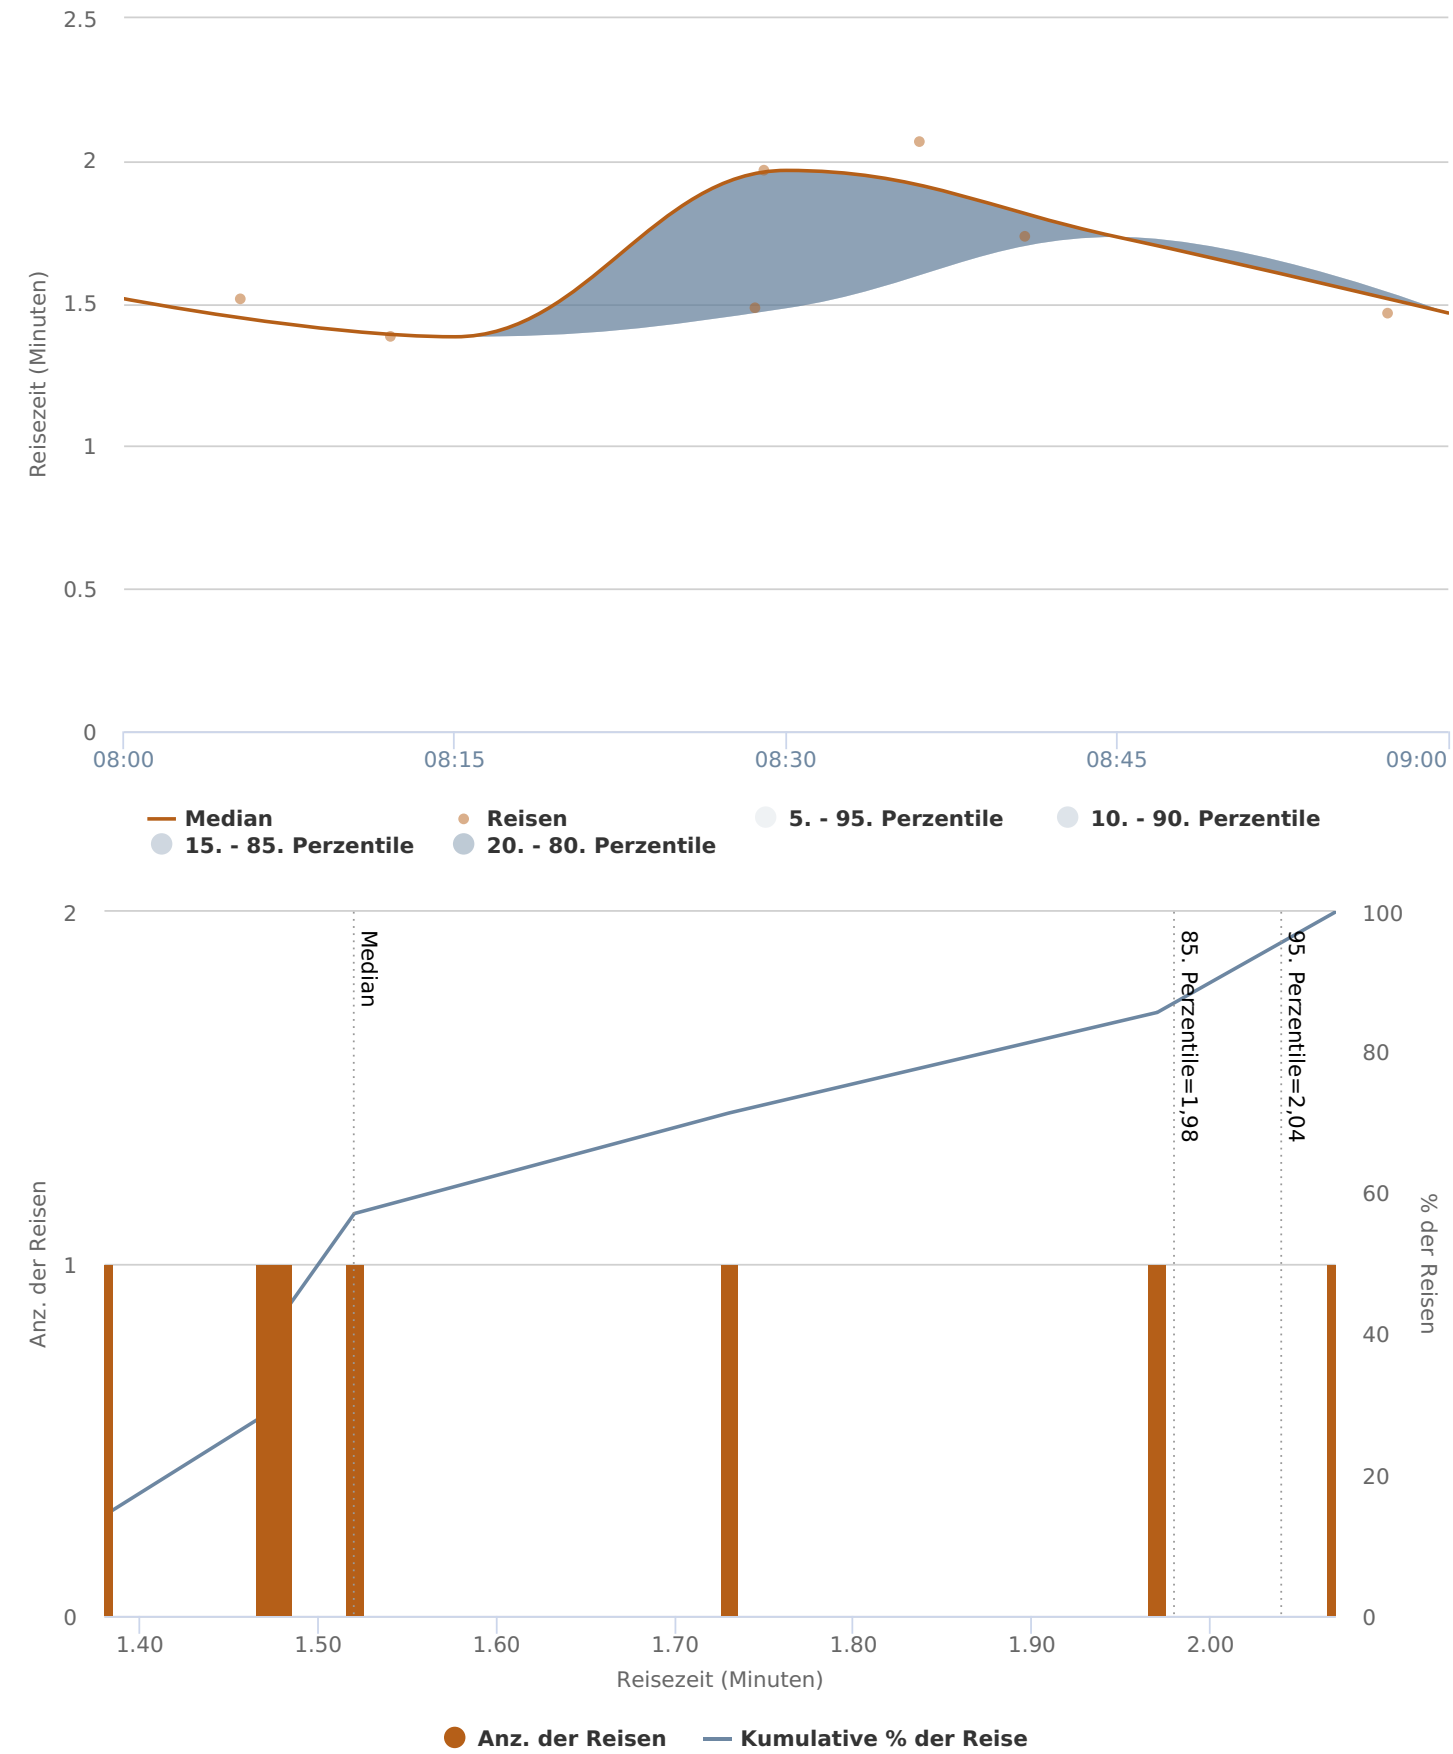 2.5
2
1.5
1
0.5
0
Reisezeit (Minuten)
08:00 08:15 08:30 08:45 09:00
Median Reisen 5. - 95. Perzentile 10. - 90. Perzentile
15. - 85. Perzentile 20. - 80. Perzentile
2
1
0
Anz. der Reisen
Median
85. Perzentile=1,98
95. Perzentile=2,04
100
80
60
40
20
0
% der Reisen
1.40 1.50 1.60 1.70 1.80 1.90 2.00
Reisezeit (Minuten)
Anz. der Reisen Kumulative % der Reise